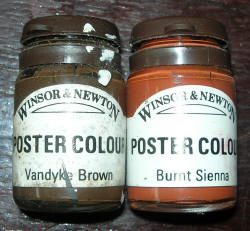 WINSOR & NEWTON
POSTER COLOUR
Vandyke Brown
WINSOR & NEWTON
POSTER COLOU
Burnt Sienna